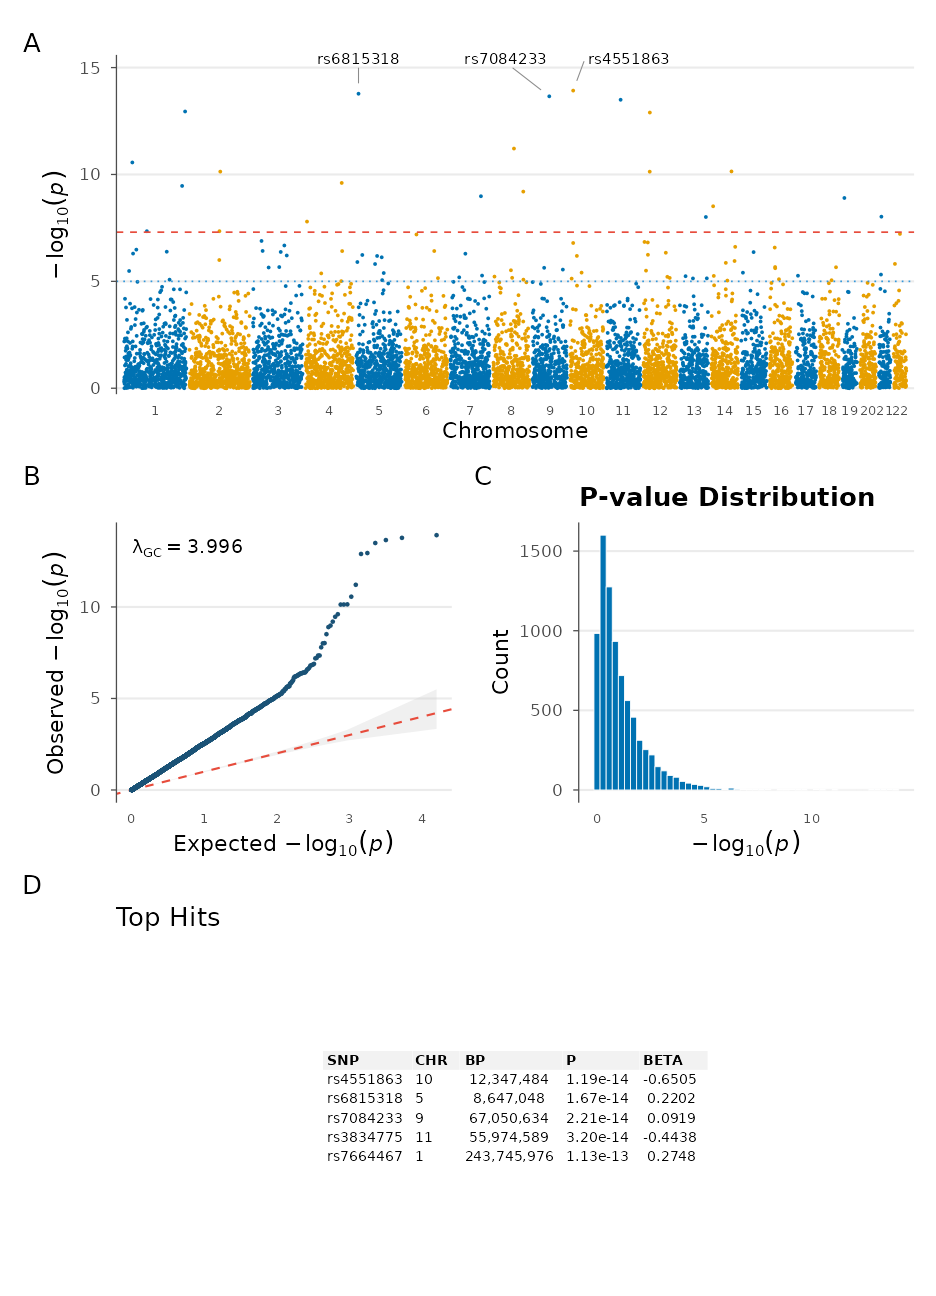 A
rs6815318 rs7084233 rs4551863
15
10
5
0
−log10(p)
1 2 3 4 5 6 7 8 9 10 11 12 13 14 15 16 17 18 19 20 21 22
Chromosome
B
λGC = 3.996
10
5
0
Observed −log10(p)
0 1 2 3 4
Expected −log10(p)
C
P-value Distribution
1500
1000
500
0
Count
0 5 10
−log10(p)
D
Top Hits
SNP CHR BP P BETA
rs4551863 10 12,347,484 1.19e-14 -0.6505
rs6815318 5 8,647,048 1.67e-14 0.2202
rs7084233 9 67,050,634 2.21e-14 0.0919
rs3834775 11 55,974,589 3.20e-14 -0.4438
rs7664467 1 243,745,976 1.13e-13 0.2748